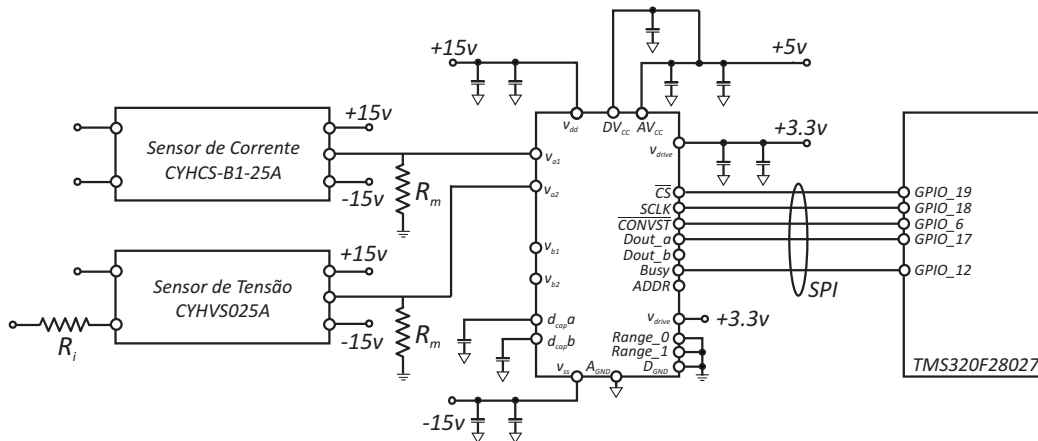 +15v
+5v
Sensor de Corrente
CYHCS-B1-25A
+15v
-15v
R_m
Sensor de Tensão
CYHVS025A
+15v
-15v
R_m
R_i
v_dd
DV_CC
AV_CC
v_a1
v_a2
v_b1
v_b2
d_cap a
d_cap b
v_ss
A_GND
-15v
v_drive
+3.3v
CS
SCLK
CONVST
Dout_a
Dout_b
Busy
ADDR
v_drive
+3.3v
Range_0
Range_1
D_GND
SPI
GPIO_19
GPIO_18
GPIO_6
GPIO_17
GPIO_12
TMS320F28027